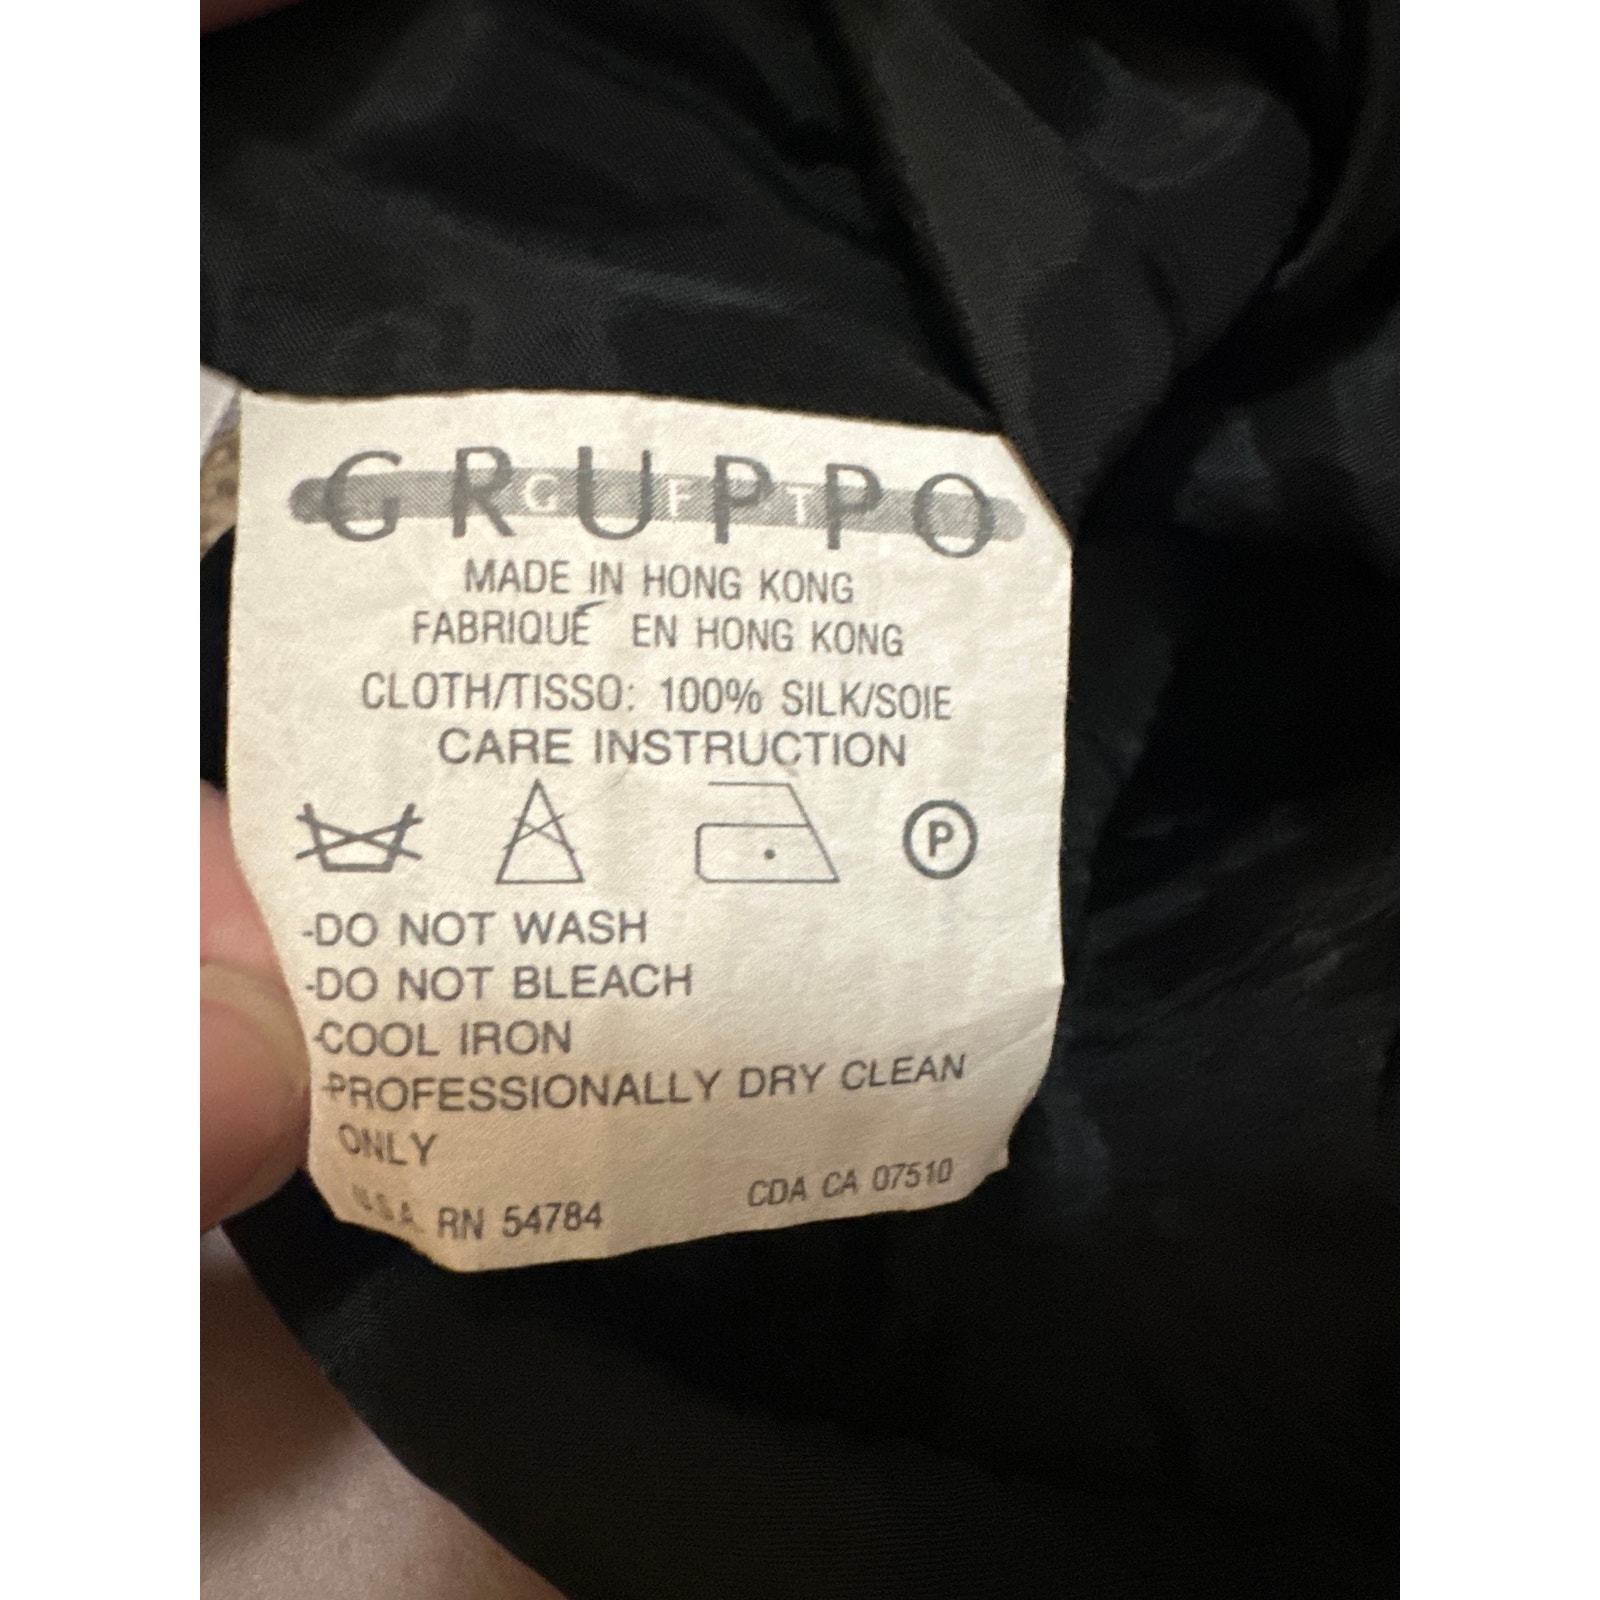 GRUPPO
GFT
MADE IN HONG KONG
FABRIQUÉ EN HONG KONG
CLOTH/TISSO: 100% SILK/SOIE
CARE INSTRUCTION
P
-DO NOT WASH
-DO NOT BLEACH
-COOL IRON
-PROFESSIONALLY DRY CLEAN
ONLY
U.S.A. RN 54784 CDA CA 07510